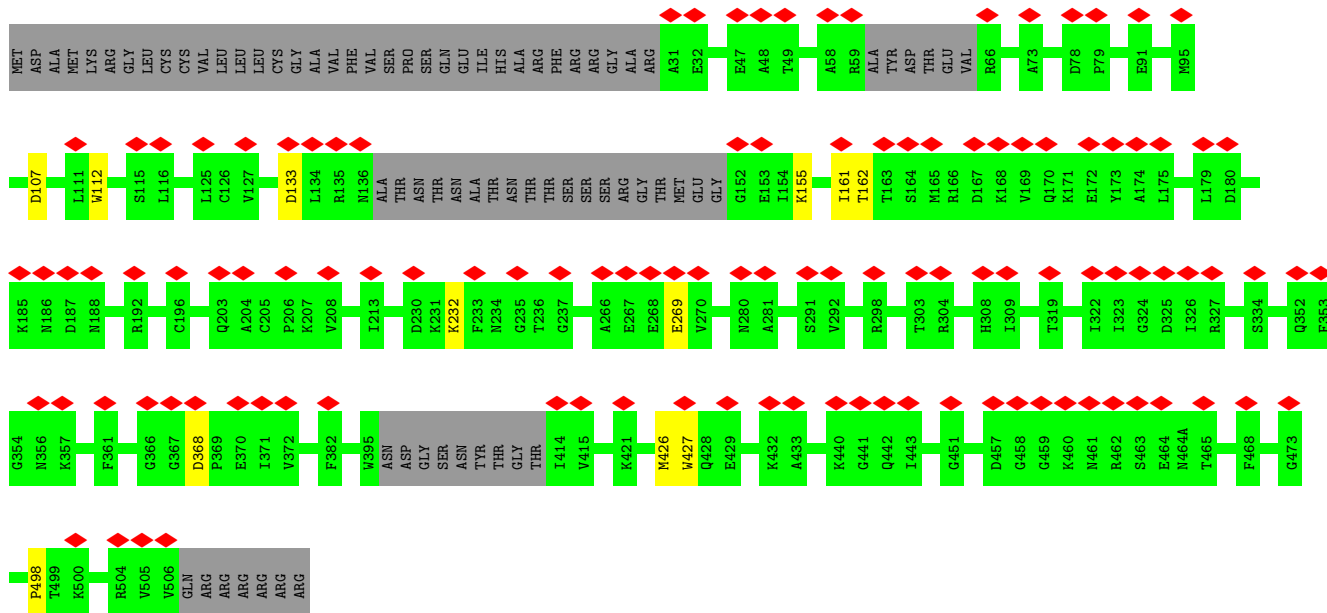 MET ASP ALA MET LYS ARG GLY LEU CYS CYS VAL LEU LEU LEU CYS GLY ALA VAL PHE VAL SER PRO SER GLN GLU ILE HIS ALA ARG PHE ARG ARG GLY ALA ARG A31 E32 E47 A48 T49 A58 R59 ALA TYR ASP THR GLU VAL R66 A73 D78 P79 E91 M95
D107 L111 W112 S115 L116 L125 C126 V127 D133 L134 R135 N136 ALA THR ASN THR THR ASN ALA THR ASN THR THR SER SER SER ARG GLY THR MET GLU GLY G152 E153 I154 K155 I161 T162 T163 S164 M165 R166 D167 K168 V169 Q170 K171 E172 Y173 A174 L175 L179 D180
K185 N186 D187 N188 R192 C196 Q203 A204 C205 P206 K207 V208 I213 D230 K231 K232 F233 N234 G235 T236 G237 A266 E267 E268 E269 V270 N280 A281 S291 V292 R298 T303 R304 H308 I309 T319 I322 I323 G324 D325 I326 R327 S334 Q352 F353
G354 N356 K357 F361 G366 G367 D368 P369 E370 I371 V372 F382 W395 ASN ASP GLY SER ASN TYR THR GLY THR I414 V415 K421 M426 W427 Q428 E429 K432 A433 K440 G441 Q442 I443 G451 D457 G458 G459 K460 N461 R462 S463 E464 N464A T465 F468 G473
P498 T499 K500 R504 V505 V506 GLN ARG ARG ARG ARG ARG ARG